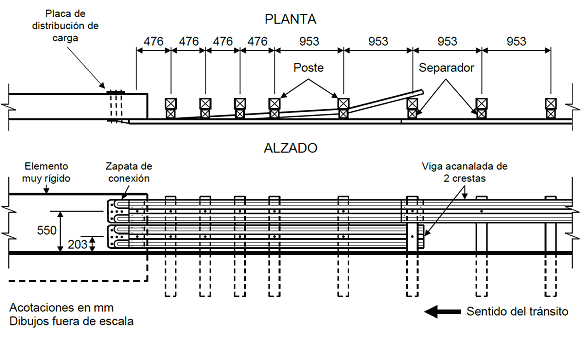 Placa de
distribución de
carga
PLANTA
476 476 476 476 953 953 953 953
Poste
Separador
ALZADO
Elemento
muy rígido
Zapata de
conexión
Viga acanalada de
2 crestas
550
203
Acotaciones en mm
Dibujos fuera de escala
Sentido del tránsito